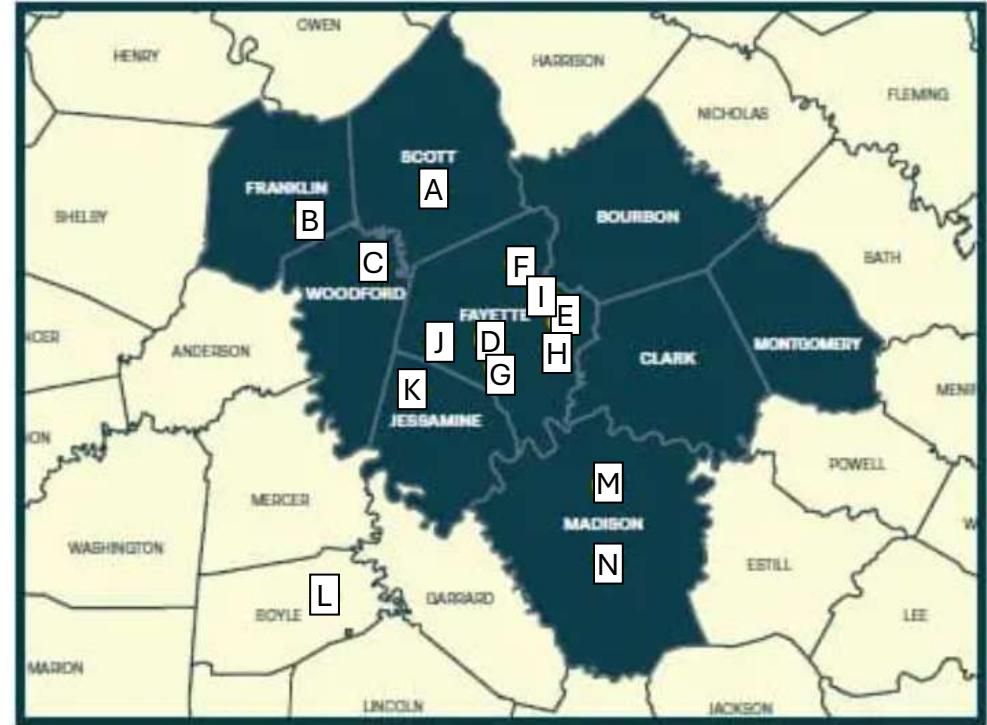 OWEN
HENRY
HARRISON
FLEMING
NICHOLAS
SCOTT
FRANKLIN
A
SHELBY
B
BOURBON
BATH
C
F
WOODFORD
I
FAYETTE
E
J
D
H
MONTGOMERY
ANDERSON
CLARK
G
K
JESSAMINE
POWELL
M
MERCER
MADISON
WASHINGTON
N
ESTILL
L
BOYLE
GARRARD
LEE
MARION
LINCOLN
JACKSON